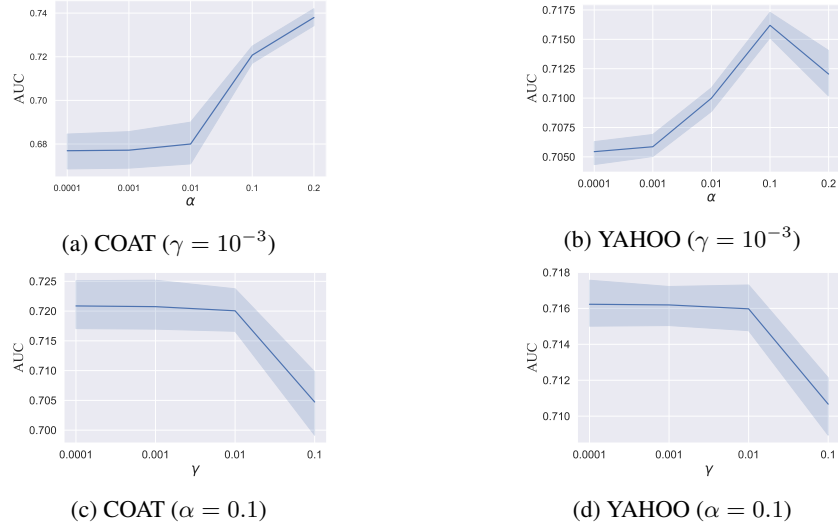 0.74
0.72
0.70
0.68
AUC
0.0001 0.001 0.01 0.1 0.2
α
(a) COAT (γ = 10⁻³)
0.7175
0.7150
0.7125
0.7100
0.7075
0.7050
AUC
0.0001 0.001 0.01 0.1 0.2
α
(b) YAHOO (γ = 10⁻³)
0.725
0.720
0.715
0.710
0.705
0.700
AUC
0.0001 0.001 0.01 0.1
γ
(c) COAT (α = 0.1)
0.718
0.716
0.714
0.712
0.710
AUC
0.0001 0.001 0.01 0.1
γ
(d) YAHOO (α = 0.1)